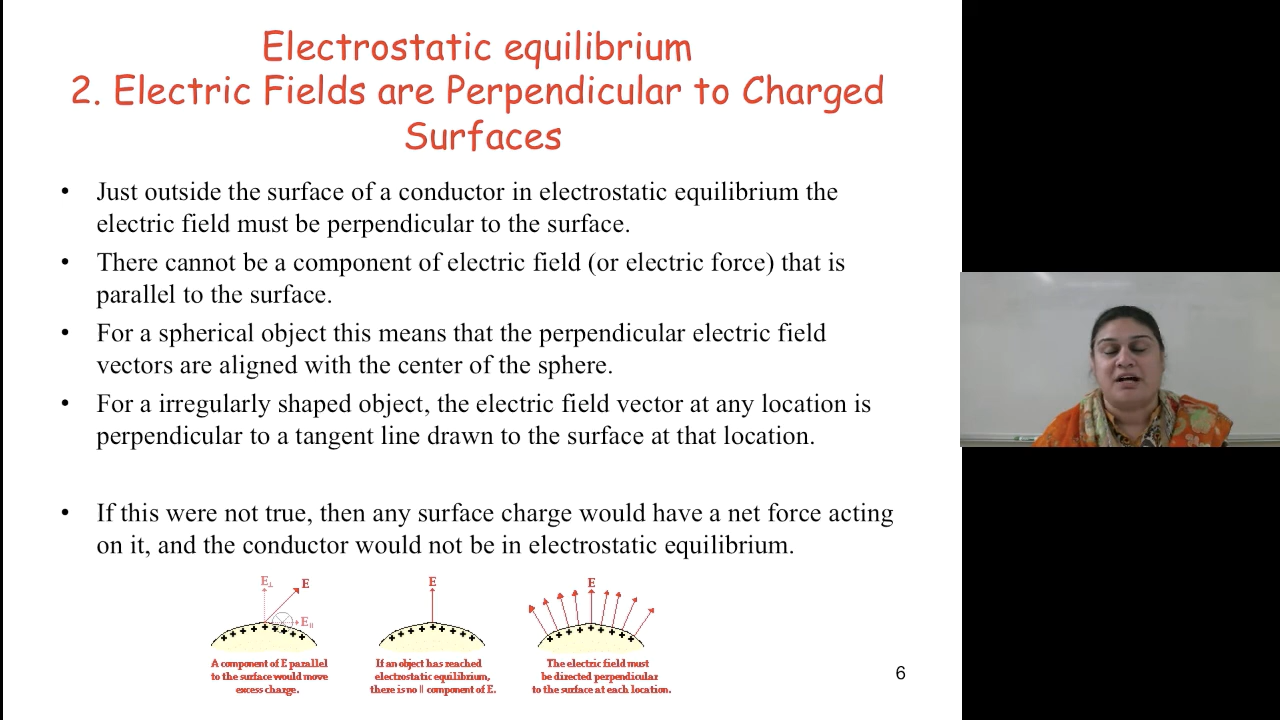 Electrostatic equilibrium
2. Electric Fields are Perpendicular to Charged
Surfaces
• Just outside the surface of a conductor in electrostatic equilibrium the
electric field must be perpendicular to the surface.
• There cannot be a component of electric field (or electric force) that is
parallel to the surface.
• For a spherical object this means that the perpendicular electric field
vectors are aligned with the center of the sphere.
• For a irregularly shaped object, the electric field vector at any location is
perpendicular to a tangent line drawn to the surface at that location.
• If this were not true, then any surface charge would have a net force acting
on it, and the conductor would not be in electrostatic equilibrium.
E⊥ E
E||
A component of E parallel
to the surface would move
excess charge.
E
If an object has reached
electrostatic equilibrium,
there is no || component of E.
E
The electric field must
be directed perpendicular
to the surface at each location.
6